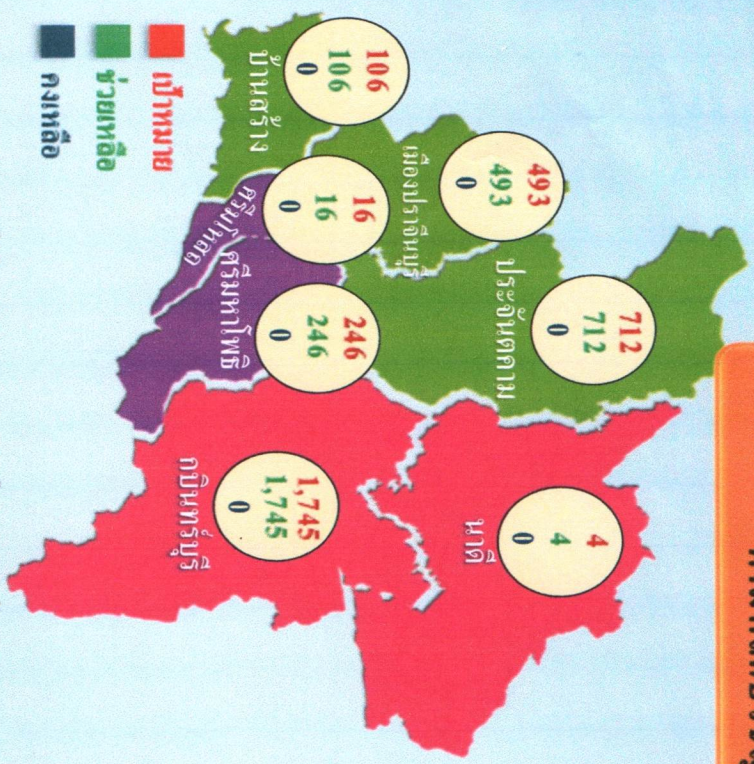 712
712
0
ประจันตคาม
4
4
0
นาดี
493
493
0
เมืองปราจีนบุรี
106
106
0
บ้านสร้าง
16
16
0
ศรีมโหสถ
246
246
0
ศรีมหาโพธิ
1,745
1,745
0
กบินทร์บุรี
เป้าหมาย
ช่วยเหลือ
คงเหลือ